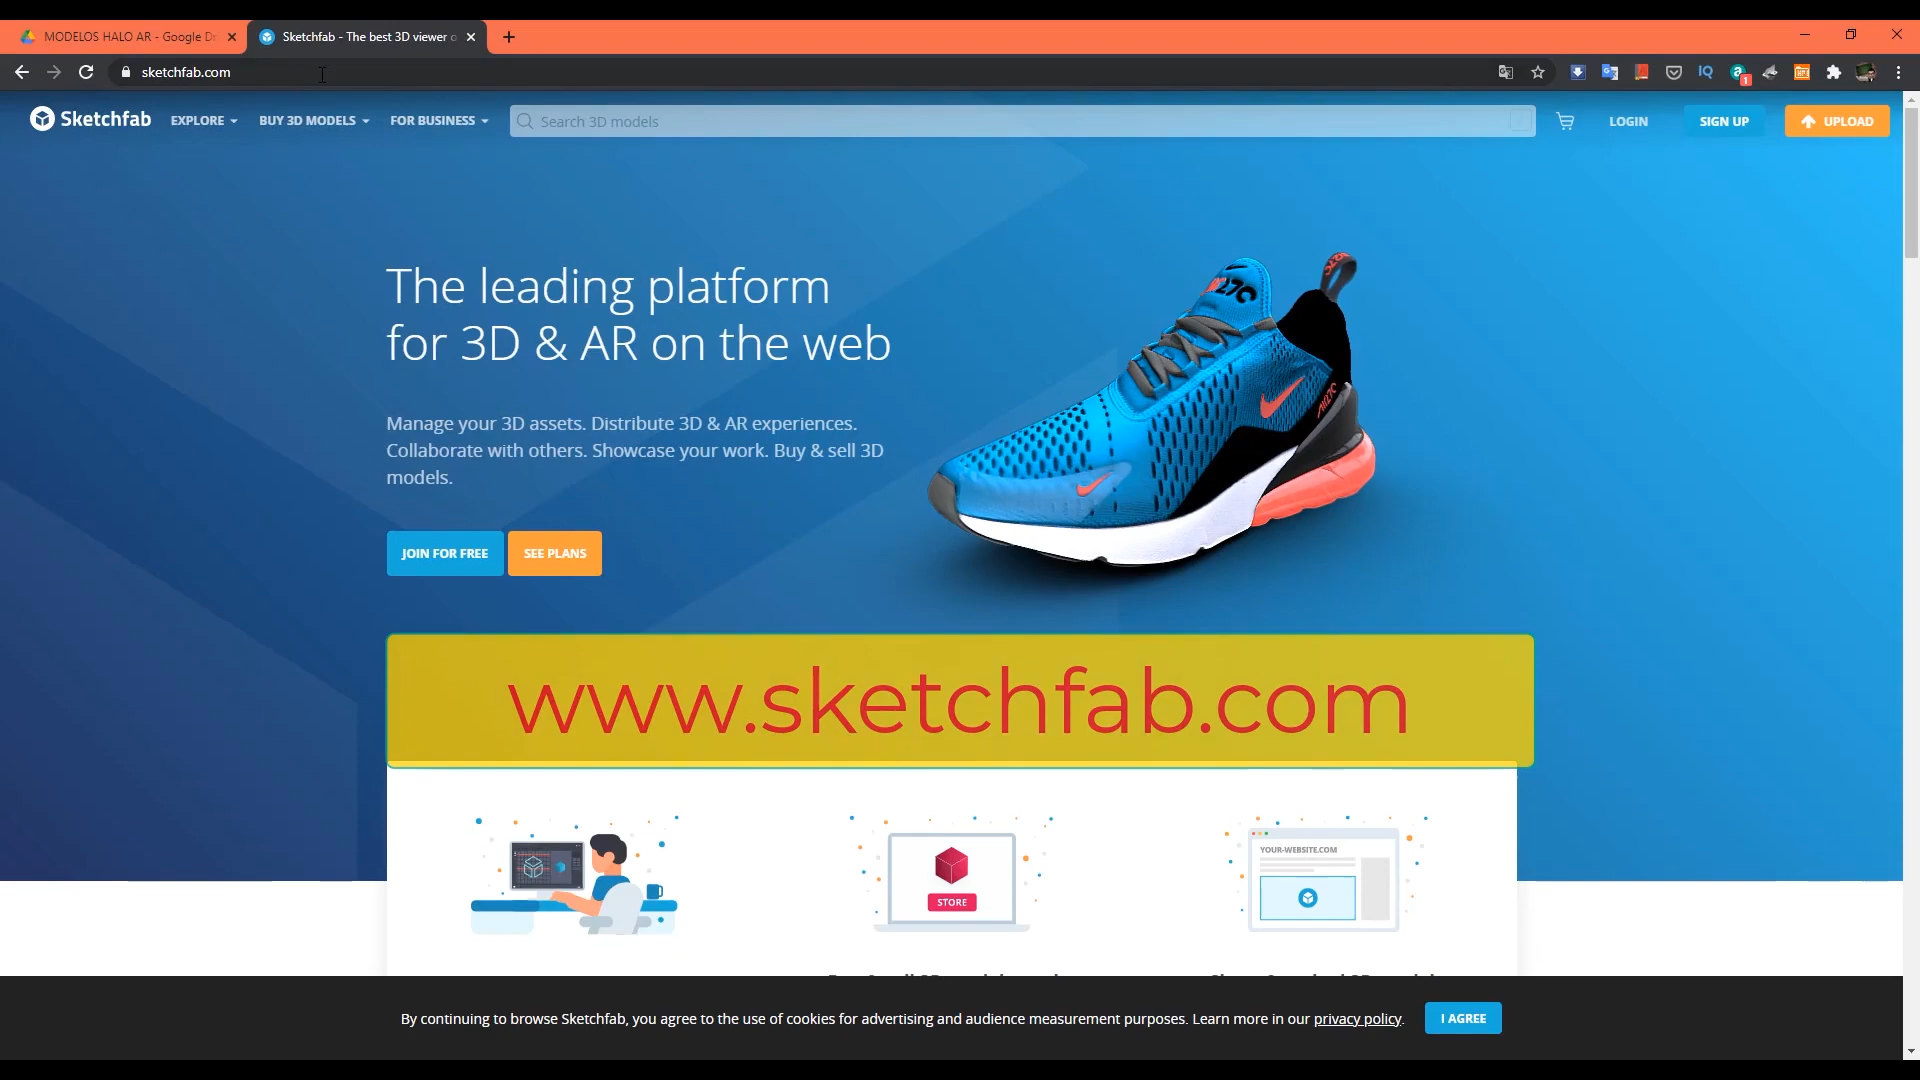 MODELOS HALO AR - Google Dr
Sketchfab - The best 3D viewer o
sketchfab.com
Sketchfab
EXPLORE
BUY 3D MODELS
FOR BUSINESS
Search 3D models
LOGIN
SIGN UP
UPLOAD
The leading platform
for 3D & AR on the web
Manage your 3D assets. Distribute 3D & AR experiences.
Collaborate with others. Showcase your work. Buy & sell 3D
models.
JOIN FOR FREE
SEE PLANS
www.sketchfab.com
STORE
YOUR-WEBSITE.COM
By continuing to browse Sketchfab, you agree to the use of cookies for advertising and audience measurement purposes. Learn more in our privacy policy.
I AGREE